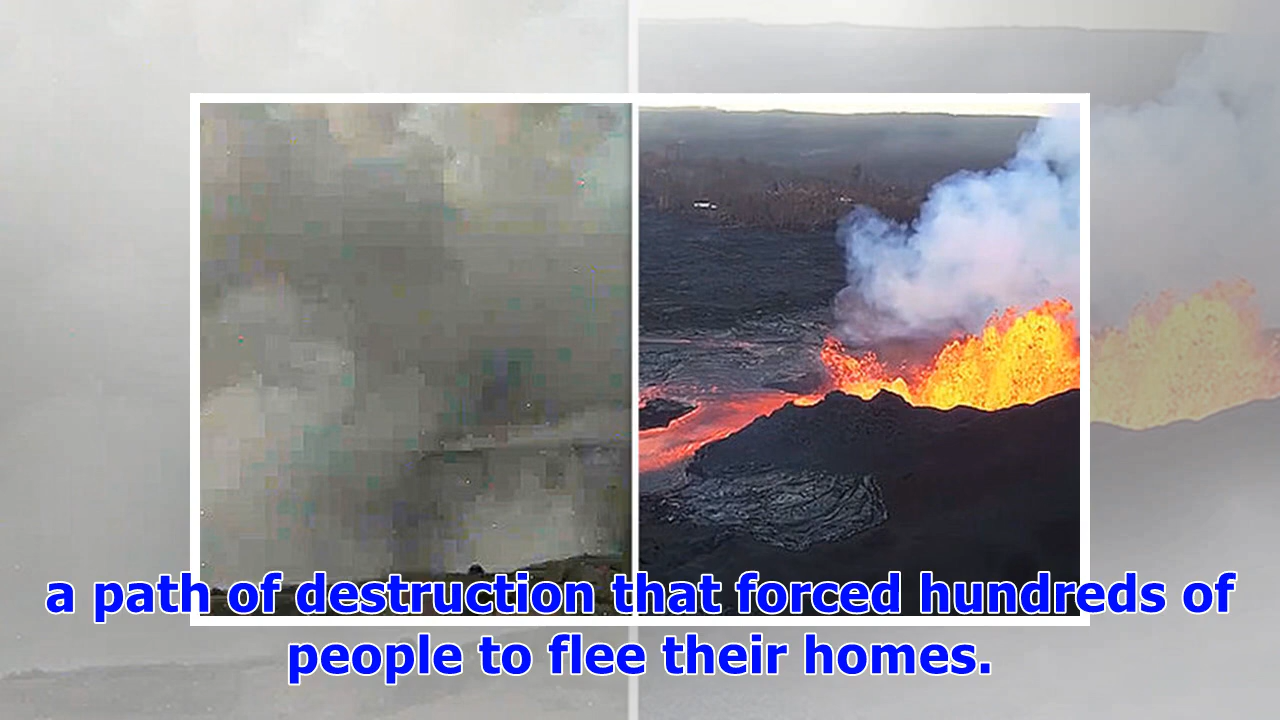 a path of destruction that forced hundreds of
people to flee their homes.